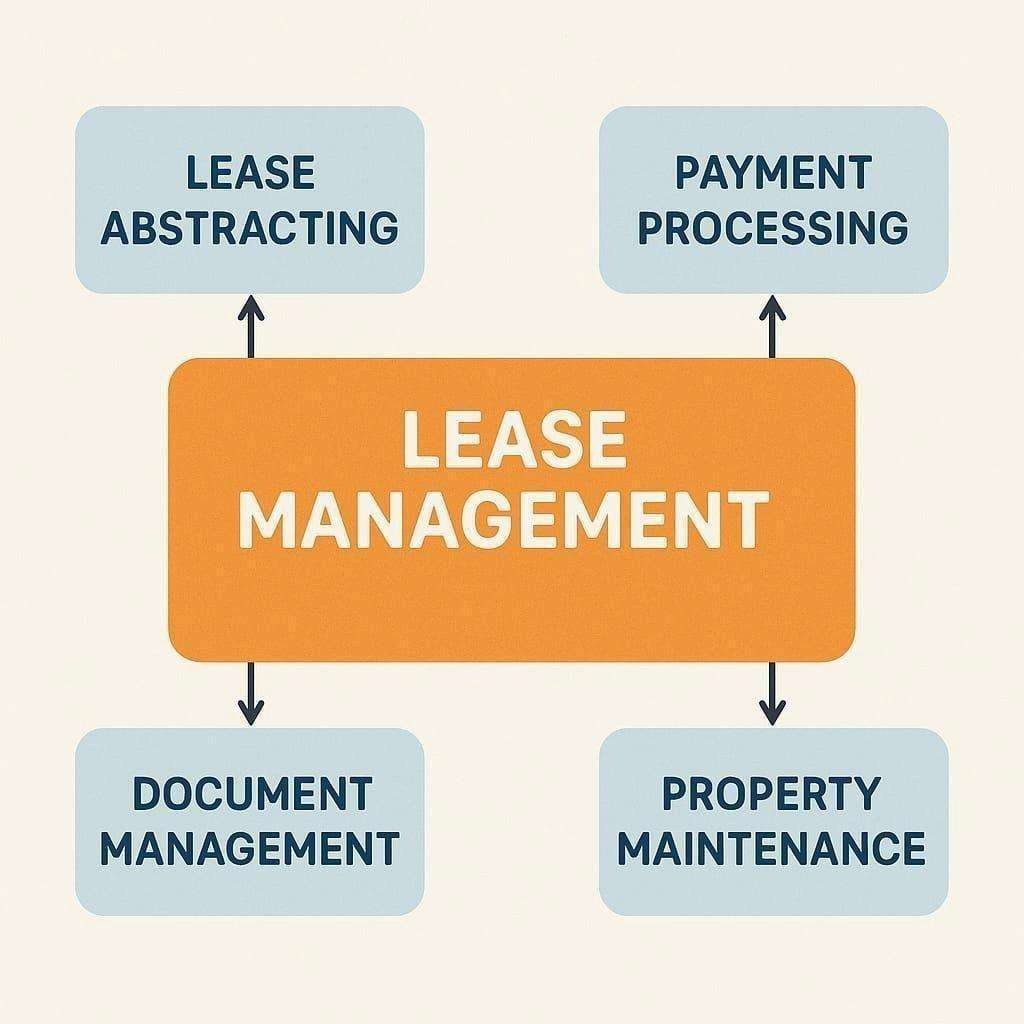 LEASE
ABSTRACTING
PAYMENT
PROCESSING
LEASE
MANAGEMENT
DOCUMENT
MANAGEMENT
PROPERTY
MAINTENANCE